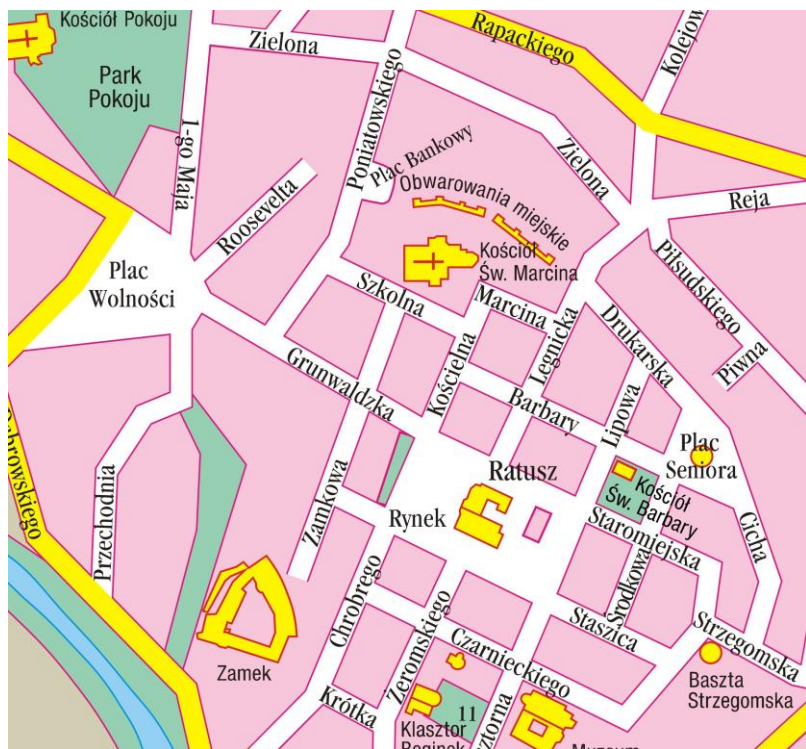 Kościół Pokoju
Park
Pokoju
Zielona
1-go Maja
Poniatowskiego
Rapackiego
Plac Bankowy
Zielona
Reja
Roosevelta
Obwarowania miejskie
Kościół
Św. Marcina
Plac
Wolności
Szkolna
Marcina
Piłsudskiego
Drukarska
Piwna
Legnicka
Kościelna
Grunwaldzka
Barbary
Lipowa
Plac
Seniora
Ratusz
Rynek
Kościół
Św. Barbary
Zamkowa
Przechodnia
Staromiejska
Cicha
Środkowa
Chrobrego
Staszica
Strzegomska
Żeromskiego
Czarnieckiego
Zamek
Krótka
Baszta
Strzegomska
11
Klasztor